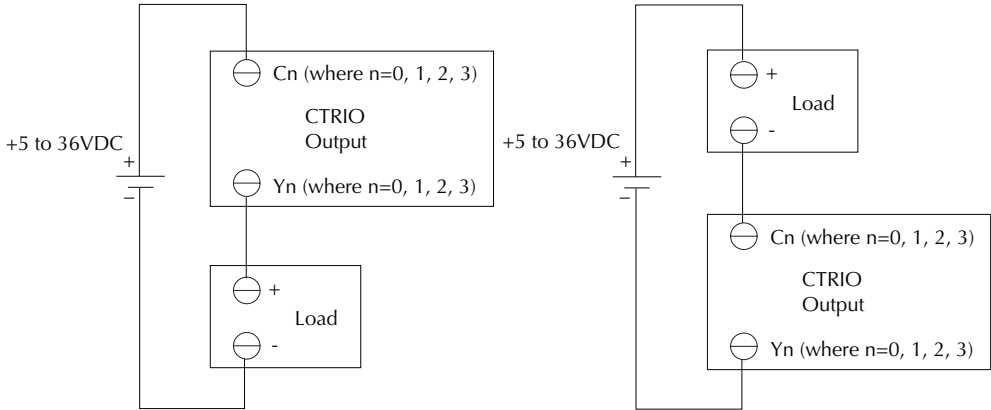 Cn (where n=0, 1, 2, 3)
CTRIO
Output
+5 to 36VDC
+
–
Yn (where n=0, 1, 2, 3)
+
Load
-
+
Load
-
+5 to 36VDC
+
–
Cn (where n=0, 1, 2, 3)
CTRIO
Output
Yn (where n=0, 1, 2, 3)